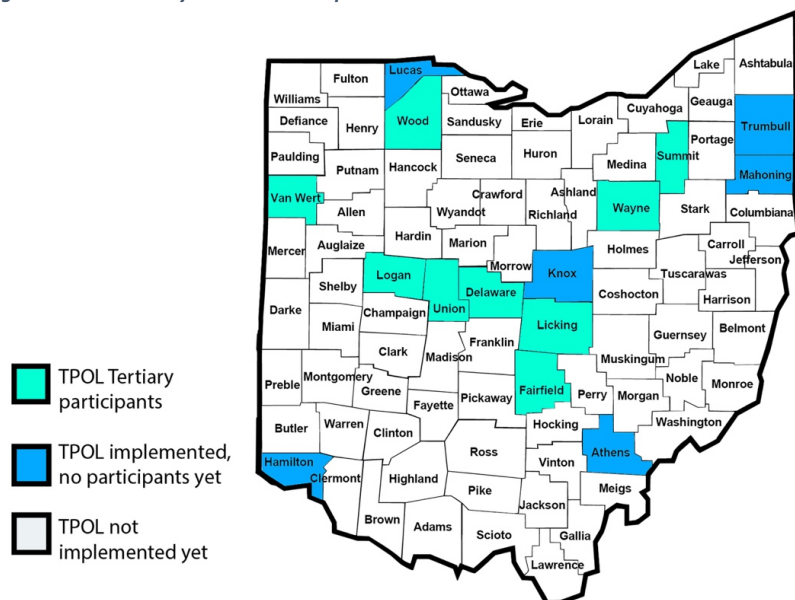 Lake
Ashtabula
Lucas
Fulton
Williams
Ottawa
Geauga
Cuyahoga
Defiance
Henry
Wood
Sandusky
Erie
Lorain
Trumbull
Portage
Paulding
Putnam
Hancock
Seneca
Huron
Medina
Summit
Mahoning
Van Wert
Allen
Wyandot
Crawford
Richland
Ashland
Wayne
Stark
Columbiana
Mercer
Auglaize
Hardin
Marion
Morrow
Knox
Holmes
Carroll
Jefferson
Tuscarawas
Shelby
Logan
Union
Delaware
Coshocton
Harrison
Darke
Miami
Champaign
Licking
Guernsey
Belmont
Clark
Madison
Franklin
Muskingum
Noble
Monroe
Preble
Montgomery
Greene
Fayette
Pickaway
Fairfield
Perry
Morgan
Washington
Butler
Warren
Clinton
Ross
Hocking
Athens
Vinton
Meigs
Hamilton
Clermont
Highland
Pike
Jackson
Brown
Adams
Scioto
Gallia
Lawrence
TPOL Tertiary
participants
TPOL implemented,
no participants yet
TPOL not
implemented yet